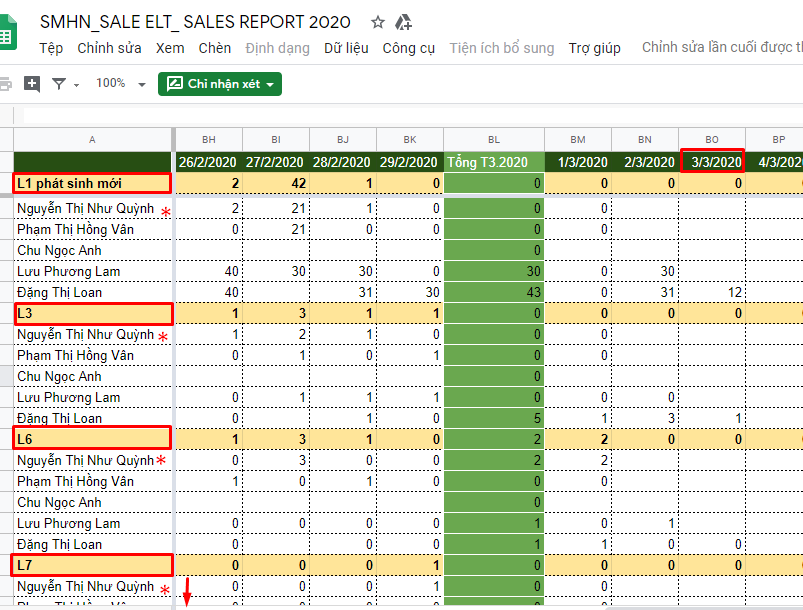 SMHN_SALE ELT_ SALES REPORT 2020
Tệp Chỉnh sửa Xem Chèn Định dạng Dữ liệu Công cụ Tiện ích bổ sung Trợ giúp Chỉnh sửa lần cuối được
100% Chỉ nhận xét
A BH BI BJ BK BL BM BN BO BP
26/2/2020 27/2/2020 28/2/2020 29/2/2020 Tổng T3.2020 1/3/2020 2/3/2020 3/3/2020 4/3/202
L1 phát sinh mới 2 42 1 0 0 0 0 0
Nguyễn Thị Như Quỳnh * 2 21 1 0 0 0
Phạm Thị Hồng Vân 0 21 0 0 0 0
Chu Ngọc Anh 0
Lưu Phương Lam 40 30 30 0 30 0 30
Đặng Thị Loan 40 31 30 43 0 31 12
L3 1 3 1 1 0 0 0 0
Nguyễn Thị Như Quỳnh * 1 2 1 0 0 0
Phạm Thị Hồng Vân 0 1 0 1 0 0
Chu Ngọc Anh 0
Lưu Phương Lam 0 1 1 1 0 0 0
Đặng Thị Loan 0 1 0 5 1 3 1
L6 1 3 1 0 2 2 0 0
Nguyễn Thị Như Quỳnh * 0 3 0 0 2 2
Phạm Thị Hồng Vân 1 0 1 0 0 0
Chu Ngọc Anh 0
Lưu Phương Lam 0 0 0 0 1 0 1
Đặng Thị Loan 0 0 0 0 1 1 0 0
L7 0 0 0 1 0 0 0 0
Nguyễn Thị Như Quỳnh * 0 0 0 1 0 0